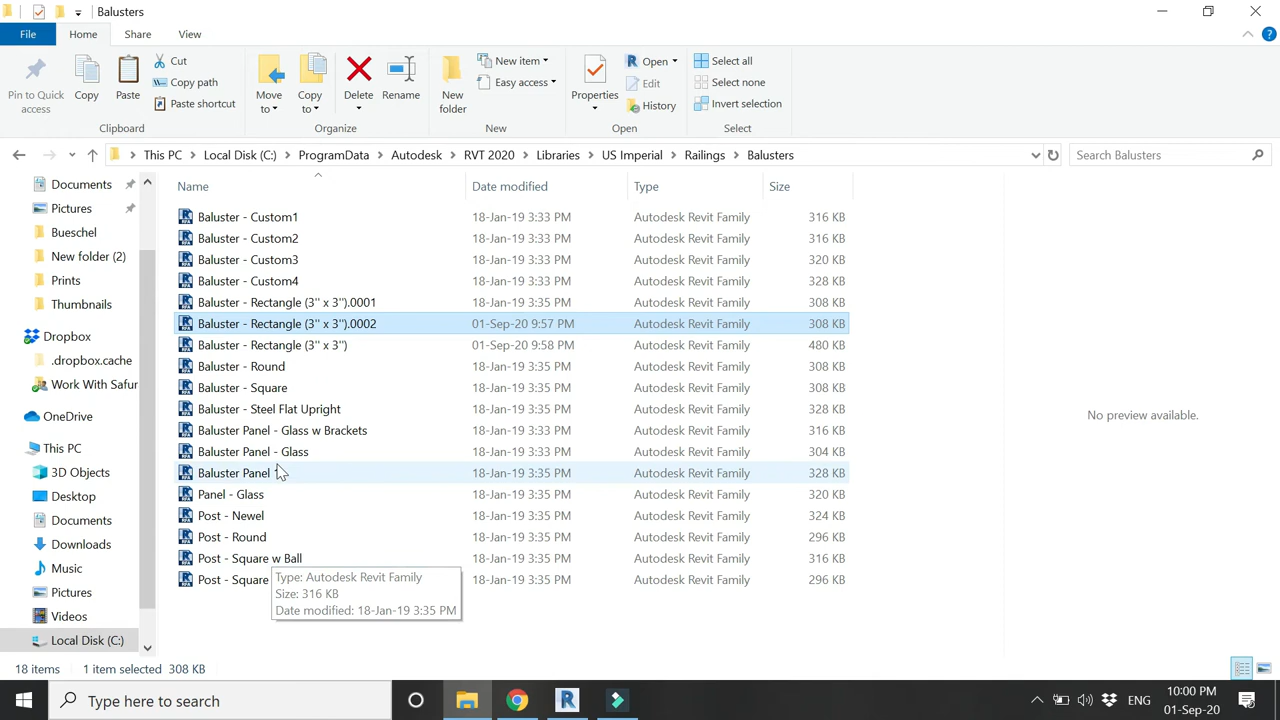 Balusters
File Home Share View
Pin to Quick access
Copy
Paste
Cut
Copy path
Paste shortcut
Clipboard
Move to
Copy to
Delete
Rename
Organize
New folder
New item
Easy access
New
Properties
Open
Edit
History
Open
Select all
Select none
Invert selection
Select
This PC Local Disk (C:) ProgramData Autodesk RVT 2020 Libraries US Imperial Railings Balusters
Search Balusters
Documents
Pictures
Bueschel
New folder (2)
Prints
Thumbnails
Dropbox
.dropbox.cache
Work With Safur
OneDrive
This PC
3D Objects
Desktop
Documents
Downloads
Music
Pictures
Videos
Local Disk (C:)
Name Date modified Type Size
Baluster - Custom1 18-Jan-19 3:33 PM Autodesk Revit Family 316 KB
Baluster - Custom2 18-Jan-19 3:33 PM Autodesk Revit Family 316 KB
Baluster - Custom3 18-Jan-19 3:33 PM Autodesk Revit Family 320 KB
Baluster - Custom4 18-Jan-19 3:33 PM Autodesk Revit Family 328 KB
Baluster - Rectangle (3'' x 3'').0001 18-Jan-19 3:35 PM Autodesk Revit Family 308 KB
Baluster - Rectangle (3'' x 3'').0002 01-Sep-20 9:57 PM Autodesk Revit Family 308 KB
Baluster - Rectangle (3'' x 3'') 01-Sep-20 9:58 PM Autodesk Revit Family 480 KB
Baluster - Round 18-Jan-19 3:35 PM Autodesk Revit Family 308 KB
Baluster - Square 18-Jan-19 3:35 PM Autodesk Revit Family 308 KB
Baluster - Steel Flat Upright 18-Jan-19 3:35 PM Autodesk Revit Family 328 KB
Baluster Panel - Glass w Brackets 18-Jan-19 3:33 PM Autodesk Revit Family 316 KB
Baluster Panel - Glass 18-Jan-19 3:33 PM Autodesk Revit Family 304 KB
Baluster Panel 18-Jan-19 3:35 PM Autodesk Revit Family 328 KB
Panel - Glass 18-Jan-19 3:35 PM Autodesk Revit Family 320 KB
Post - Newel 18-Jan-19 3:35 PM Autodesk Revit Family 324 KB
Post - Round 18-Jan-19 3:35 PM Autodesk Revit Family 296 KB
Post - Square w Ball 18-Jan-19 3:35 PM Autodesk Revit Family 316 KB
Post - Square 18-Jan-19 3:35 PM Autodesk Revit Family 296 KB
Type: Autodesk Revit Family
Size: 316 KB
Date modified: 18-Jan-19 3:35 PM
No preview available.
18 items 1 item selected 308 KB
Type here to search
ENG
10:00 PM
01-Sep-20